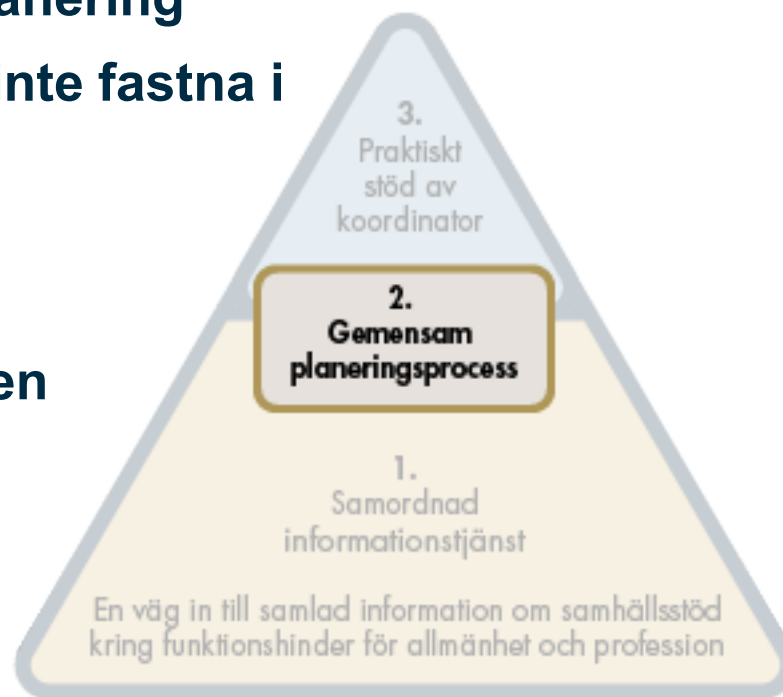 anering
inte fastna i
en
3.
Praktiskt
stöd av
koordinator
2.
Gemensam
planeringsprocess
1.
Samordnad
informationstjänst
En väg in till samlad information om samhällsstöd
kring funktionshinder för allmänhet och profession